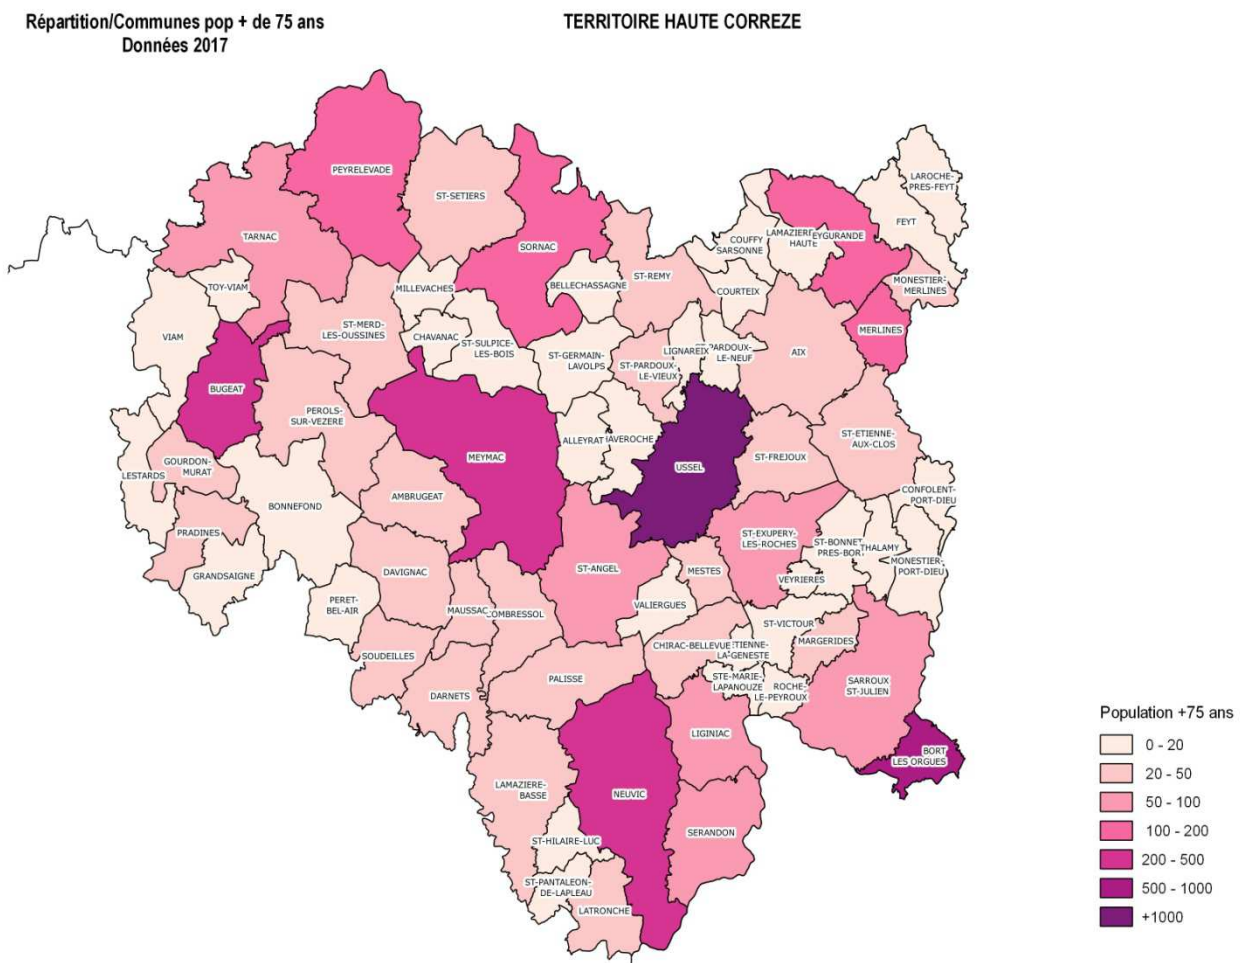 Répartition/Communes pop + de 75 ans
Données 2017
TERRITOIRE HAUTE CORREZE
PEYRELEVADE
ST-SETIERS
TARNAC
SORNAC
LAROCHE-
PRES-FEYT
FEYT
LAMAZIERE
HAUTE
EYGURANDE
COUFFY
SARSONNE
MONESTIER-
MERLINES
TOY-VIAM
MILLEVACHES
BELLECHASSAGNE
ST-REMY
COURTEIX
VIAM
ST-MERD-
LES-OUSSINES
CHAVANAC
ST-SULPICE-
LES-BOIS
ST-GERMAIN-
LAVOLPS
LIGNAREIX
ST-PARDOUX-
LE-VIEUX
PARDOUX-
LE-NEUF
AIX
MERLINES
BUGEAT
PEROLS-
SUR-VEZERE
MEYMAC
ALLEYRAT
AVEROCHE
USSEL
ST-FREJOUX
ST-ETIENNE-
AUX-CLOS
LESTARDS
GOURDON-
MURAT
BONNEFOND
AMBRUGEAT
CONFOLENT-
PORT-DIEU
PRADINES
GRANDSAIGNE
DAVIGNAC
ST-ANGEL
MESTES
ST-EXUPERY-
LES-ROCHES
ST-BONNET
PRES-BORT
THALAMY
MONESTIER-
PORT-DIEU
VEYRIERES
PERET-
BEL-AIR
MAUSSAC
COMBRESSOL
VALIERGUES
ST-VICTOUR
MARGERIDES
SOUDEILLES
CHIRAC-BELLEVUE
ETIENNE-
LA-GENESTE
DARNETS
PALISSE
STE-MARIE-
LAPANOUZE
ROCHE-
LE-PEYROUX
SARROUX
ST-JULIEN
LIGINIAC
BORT
LES ORGUES
LAMAZIERE-
BASSE
NEUVIC
SERANDON
ST-HILAIRE-LUC
ST-PANTALEON-
DE-LAPLEAU
LATRONCHE
Population +75 ans
0 - 20
20 - 50
50 - 100
100 - 200
200 - 500
500 - 1000
+1000